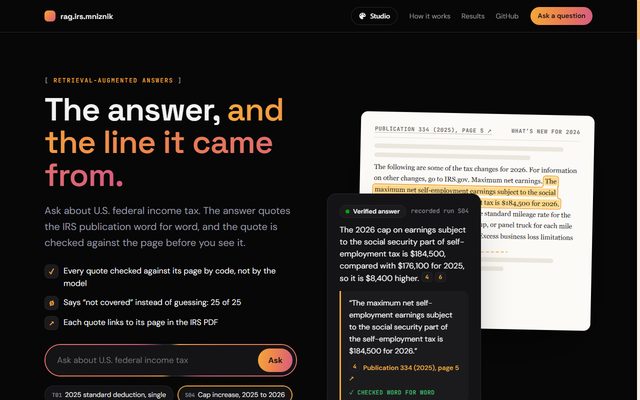 rag.irs.mniznik
Studio
How it works
Results
GitHub
Ask a question
[ RETRIEVAL-AUGMENTED ANSWERS ]
The answer, and
the line it came
from.
Ask about U.S. federal income tax. The answer quotes
the IRS publication word for word, and the quote is
checked against the page before you see it.
✓ Every quote checked against its page by code, not by the
model
ø Says “not covered” instead of guessing: 25 of 25
↗ Each quote links to its page in the IRS PDF
Ask about U.S. federal income tax
Ask
T01 2025 standard deduction, single
S04 Cap increase, 2025 to 2026
PUBLICATION 334 (2025), PAGE 5 ↗
WHAT'S NEW FOR 2026
The following are some of the tax changes for 2026. For information
on other changes, go to IRS.gov. Maximum net earnings. The
maximum net self-employment earnings subject to the social
tax is $184,500 for 2026.
standard mileage rate for the
per mile.
Excess business loss limitations
Verified answer
recorded run S04
The 2026 cap on earnings subject
to the social security part of self-
employment tax is $184,500,
compared with $176,100 for 2025,
so it is $8,400 higher. 4 6
“The maximum net self-
employment earnings subject
to the social security part of
the self-employment tax is
$184,500 for 2026.”
4 Publication 334 (2025), page 5
↗
✓ CHECKED WORD FOR WORD